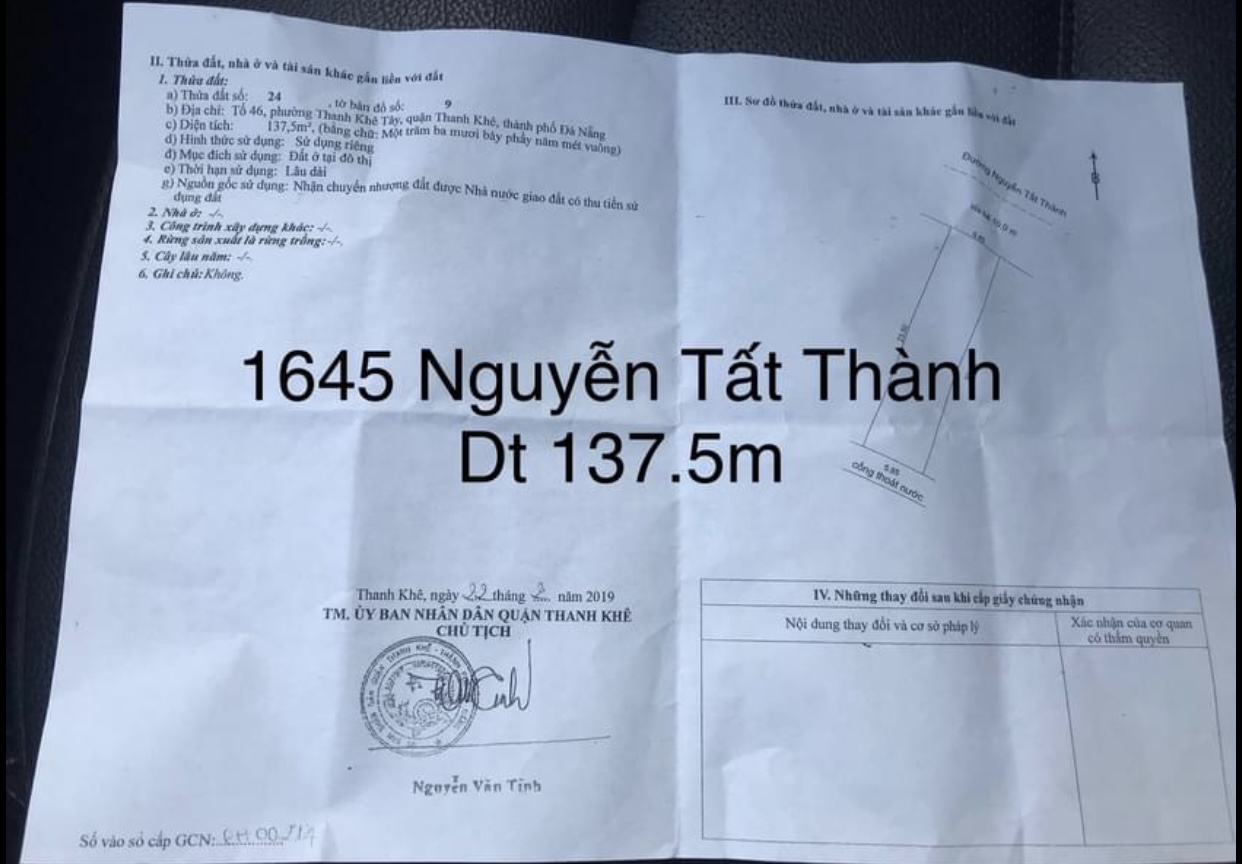 II. Thửa đất, nhà ở và tài sản khác gắn liền với đất
1. Thửa đất:
a) Thửa đất số: 24 , tờ bản đồ số: 9
b) Địa chỉ: Tổ 46, phường Thanh Khê Tây, quận Thanh Khê, thành phố Đà Nẵng
c) Diện tích: 137,5m², (bằng chữ: Một trăm ba mươi bảy phẩy năm mét vuông)
d) Hình thức sử dụng: Sử dụng riêng
đ) Mục đích sử dụng: Đất ở tại đô thị
e) Thời hạn sử dụng: Lâu dài
g) Nguồn gốc sử dụng: Nhận chuyển nhượng đất được Nhà nước giao đất có thu tiền sử
dụng đất
2. Nhà ở: -/-
3. Công trình xây dựng khác: -/-
4. Rừng sản xuất là rừng trồng: -/-
5. Cây lâu năm: -/-
6. Ghi chú: Không.
III. Sơ đồ thửa đất, nhà ở và tài sản khác gắn liền với đất
Đường Nguyễn Tất Thành
B
5.85
5.85
cống thoát nước
1645 Nguyễn Tất Thành
Dt 137.5m
Thanh Khê, ngày 22 tháng 2 năm 2019
TM. ỦY BAN NHÂN DÂN QUẬN THANH KHÊ
CHỦ TỊCH
Nguyễn Văn Tĩnh
Số vào sổ cấp GCN:
IV. Những thay đổi sau khi cấp giấy chứng nhận
Nội dung thay đổi và cơ sở pháp lý
Xác nhận của cơ quan
có thẩm quyền